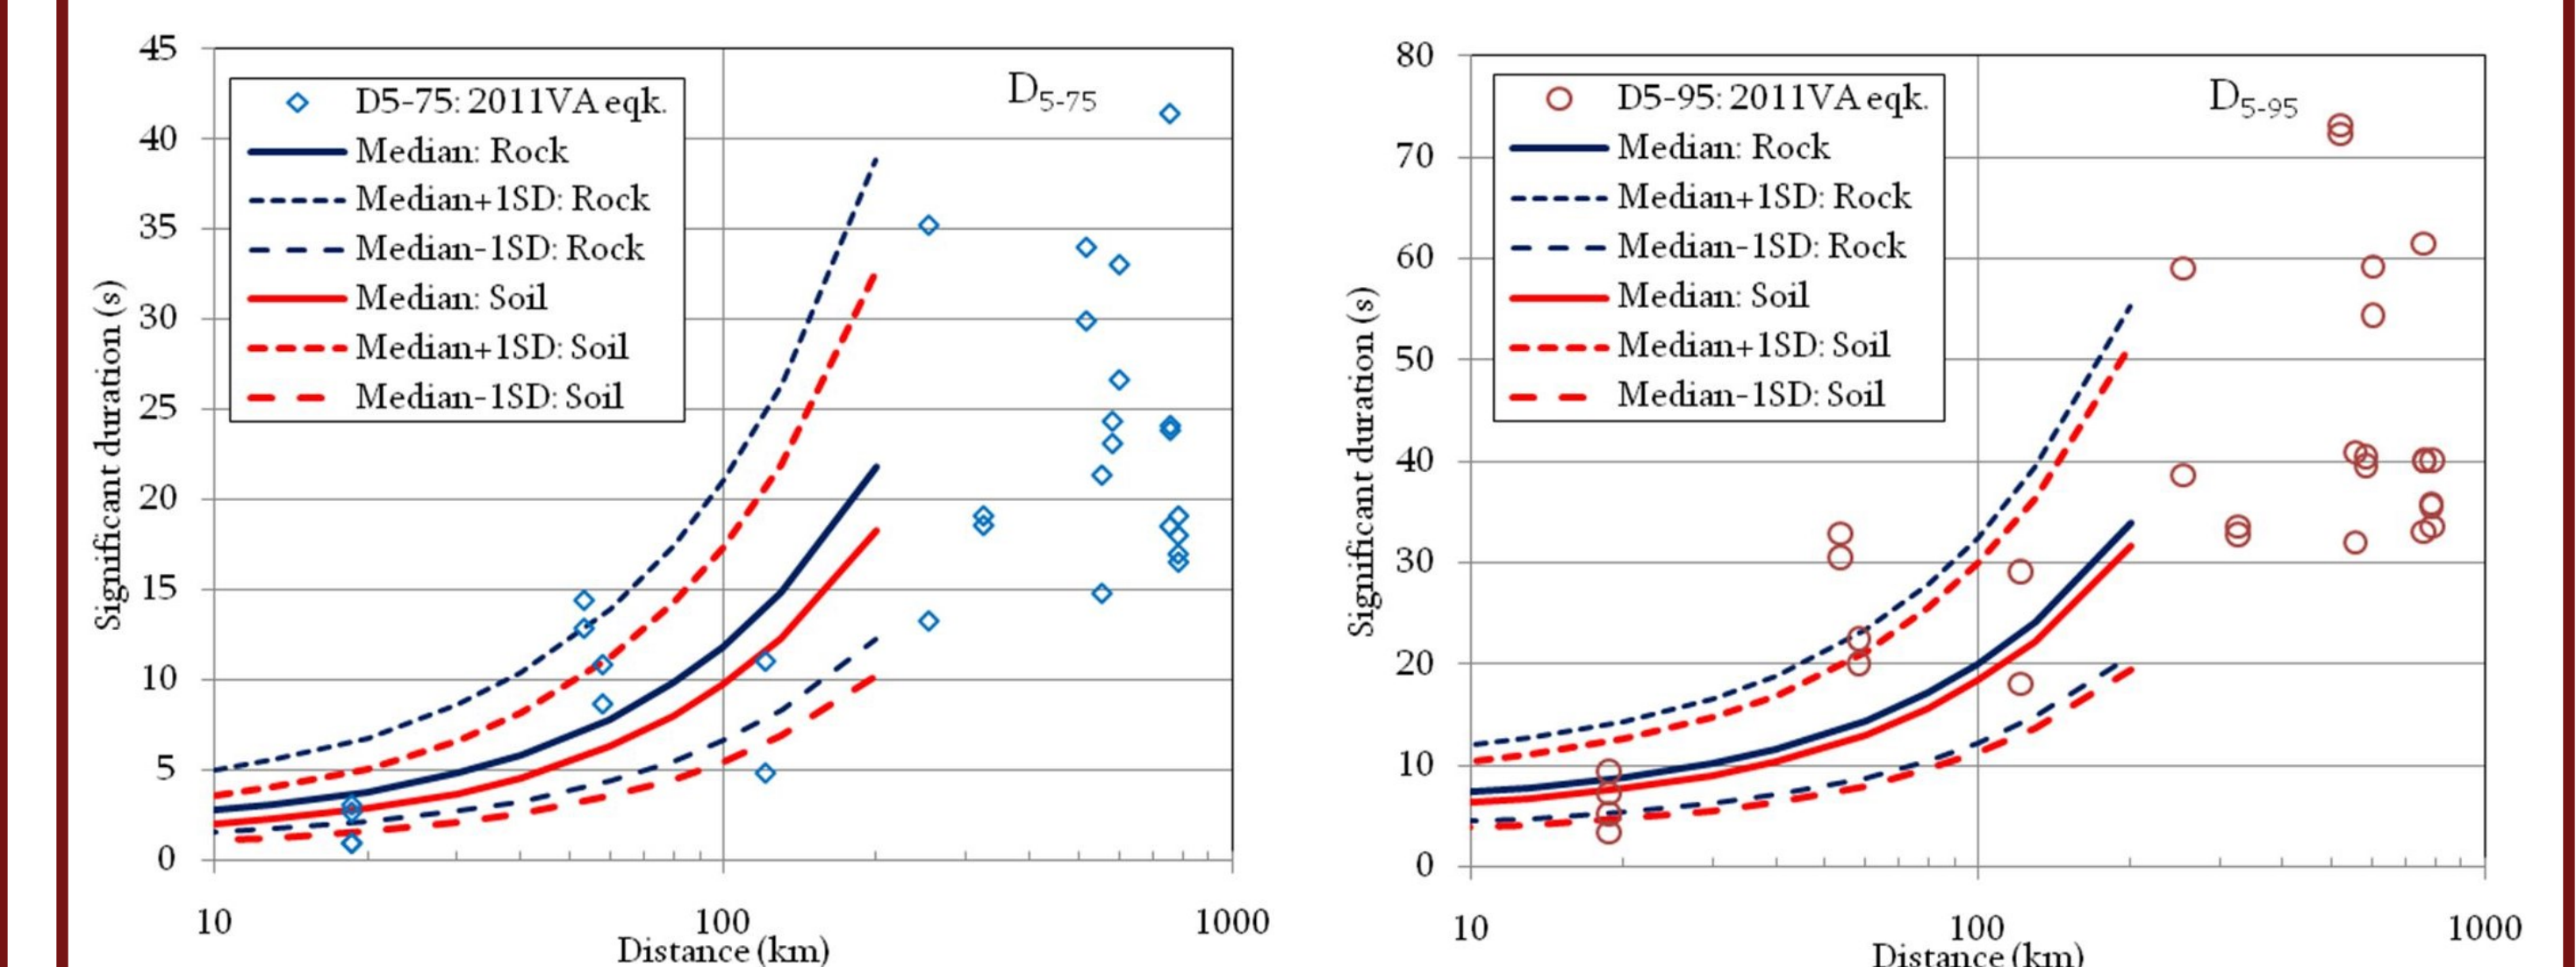 45
40
35
30
25
20
15
10
5
0
Significant duration (s)
D5-75
D5-75: 2011VA eqk.
Median: Rock
Median+1SD: Rock
Median-1SD: Rock
Median: Soil
Median+1SD: Soil
Median-1SD: Soil
10 100 1000
Distance (km)
80
70
60
50
40
30
20
10
0
Significant duration (s)
D5-95
D5-95: 2011VA eqk.
Median: Rock
Median+1SD: Rock
Median-1SD: Rock
Median: Soil
Median+1SD: Soil
Median-1SD: Soil
10 100 1000
Distance (km)